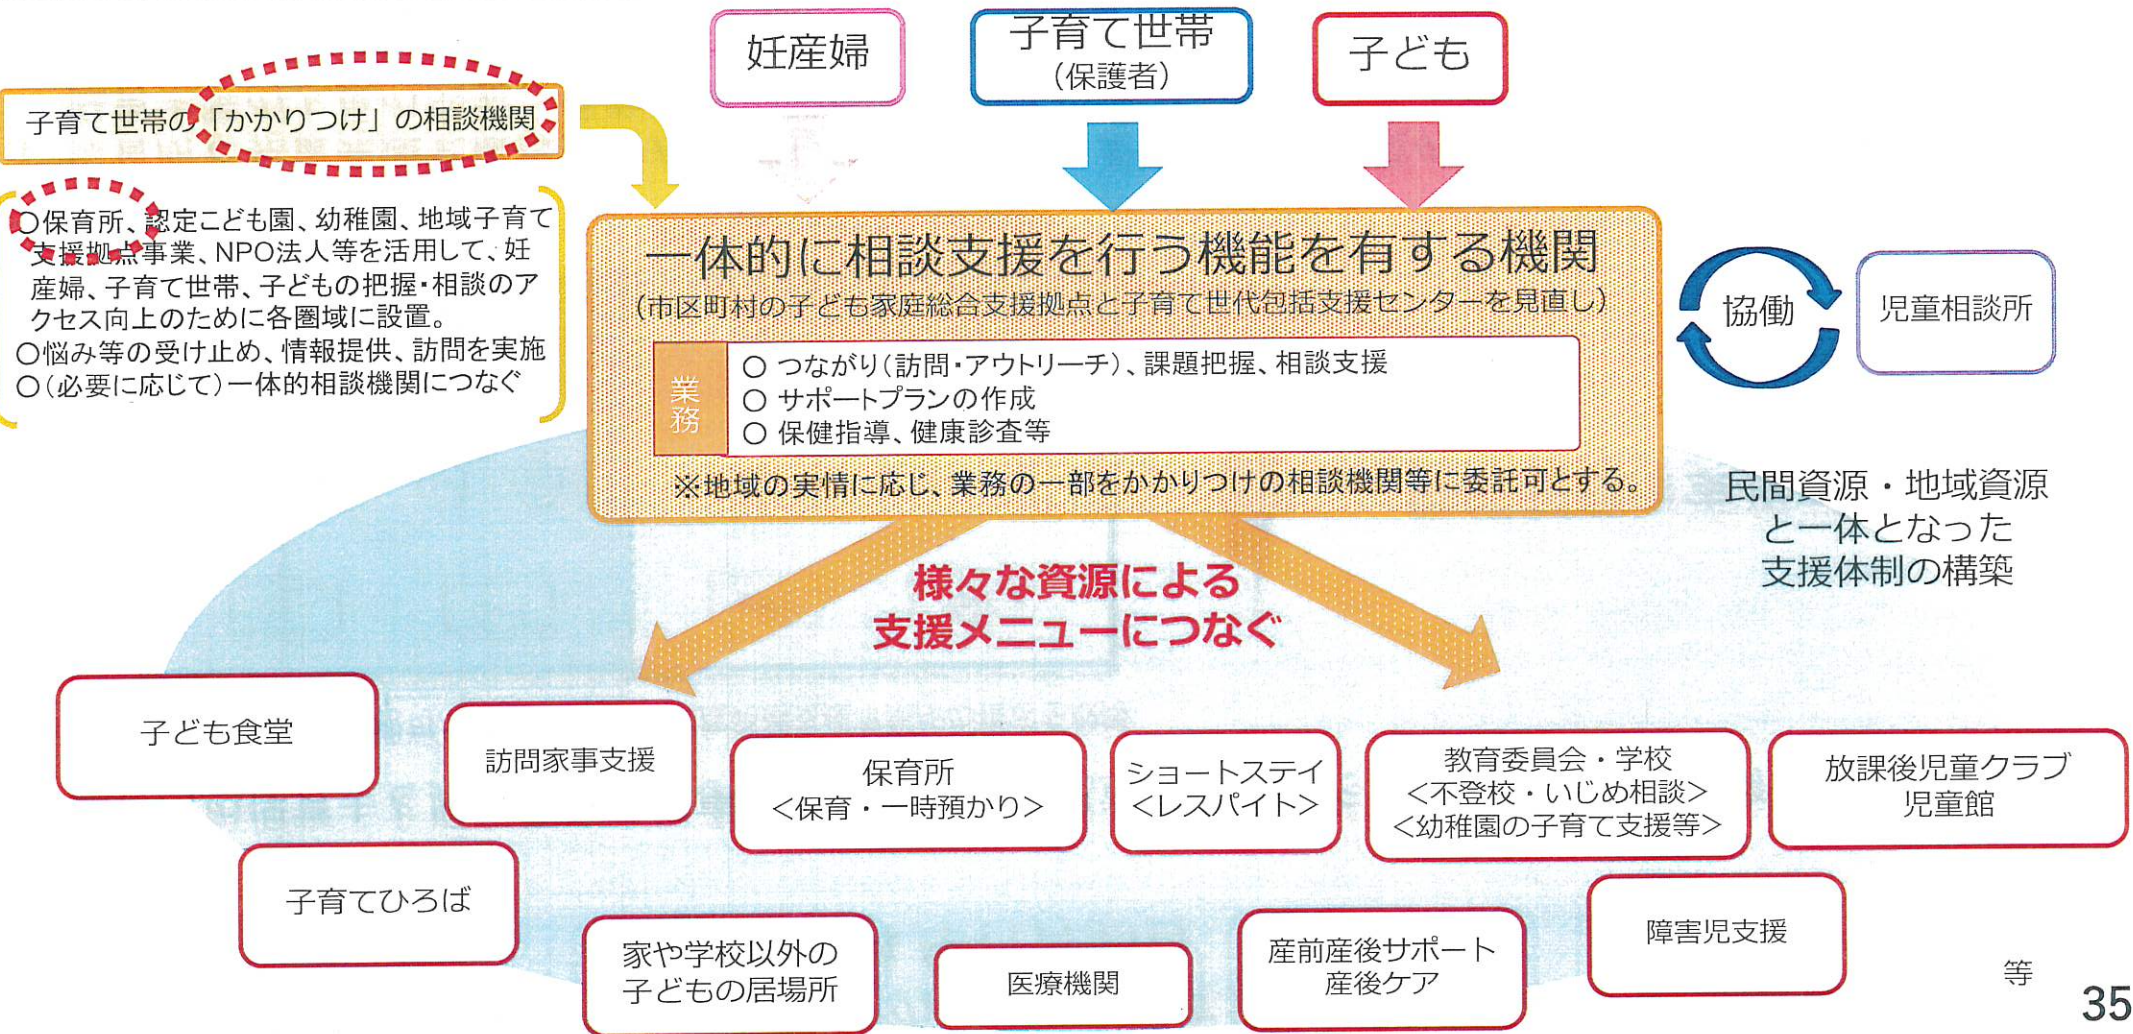 妊産婦
子育て世帯
(保護者)
子ども
子育て世帯の「かかりつけ」の相談機関
○保育所、認定こども園、幼稚園、地域子育て
支援拠点事業、NPO法人等を活用して、妊
産婦、子育て世帯、子どもの把握・相談のア
クセス向上のために各圏域に設置。
○悩み等の受け止め、情報提供、訪問を実施
○(必要に応じて)一体的相談機関につなぐ
一体的に相談支援を行う機能を有する機関
(市区町村の子ども家庭総合支援拠点と子育て世代包括支援センターを見直し)
業務
○ つながり(訪問・アウトリーチ)、課題把握、相談支援
○ サポートプランの作成
○ 保健指導、健康診査等
※地域の実情に応じ、業務の一部をかかりつけの相談機関等に委託可とする。
協働
児童相談所
民間資源・地域資源
と一体となった
支援体制の構築
様々な資源による
支援メニューにつなぐ
子ども食堂
訪問家事支援
保育所
<保育・一時預かり>
ショートステイ
<レスパイト>
教育委員会・学校
<不登校・いじめ相談>
<幼稚園の子育て支援等>
放課後児童クラブ
児童館
子育てひろば
家や学校以外の
子どもの居場所
医療機関
産前産後サポート
産後ケア
障害児支援
等
35